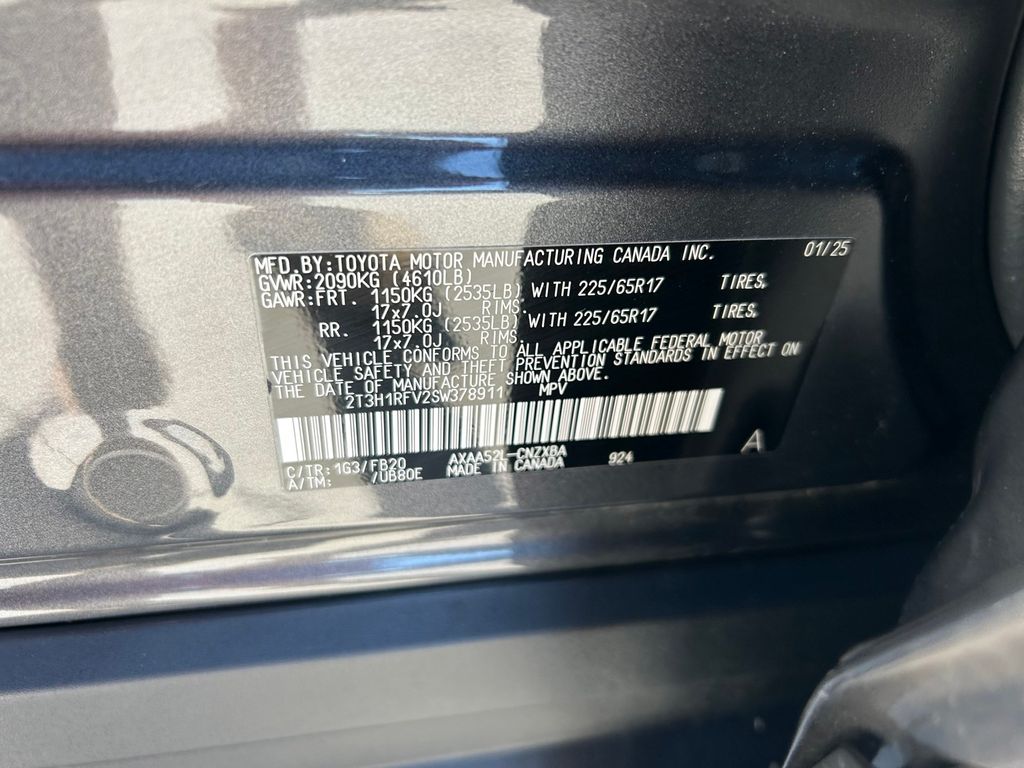 MFD.BY:TOYOTA MOTOR MANUFACTURING CANADA INC. 01/25
GVWR:2090KG (4610LB)
GAWR:FRT. 1150KG (2535LB) WITH 225/65R17 TIRES,
17x7.0J RIMS,
RR. 1150KG (2535LB) WITH 225/65R17 TIRES,
17x7.0J RIMS,
THIS VEHICLE CONFORMS TO ALL APPLICABLE FEDERAL MOTOR
VEHICLE SAFETY AND THEFT PREVENTION STANDARDS IN EFFECT ON
THE DATE OF MANUFACTURE SHOWN ABOVE.
2T3H1RFV2SW378911 MPV
A
C/TR:1G3/FB20 AXAA52L-CNZXBA 924
A/TM: /UB80E MADE IN CANADA